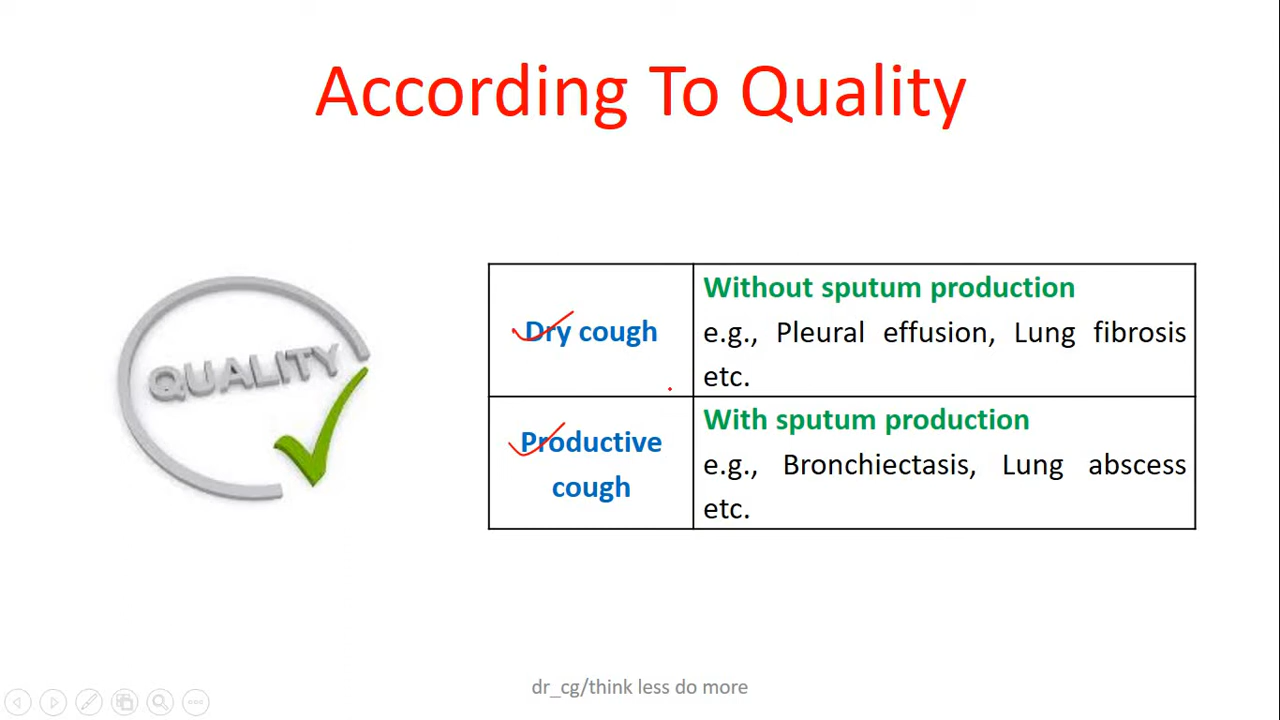 According To Quality
QUALITY
Dry cough
Without sputum production
e.g., Pleural effusion, Lung fibrosis
etc.
Productive
cough
With sputum production
e.g., Bronchiectasis, Lung abscess
etc.
dr_cg/think less do more